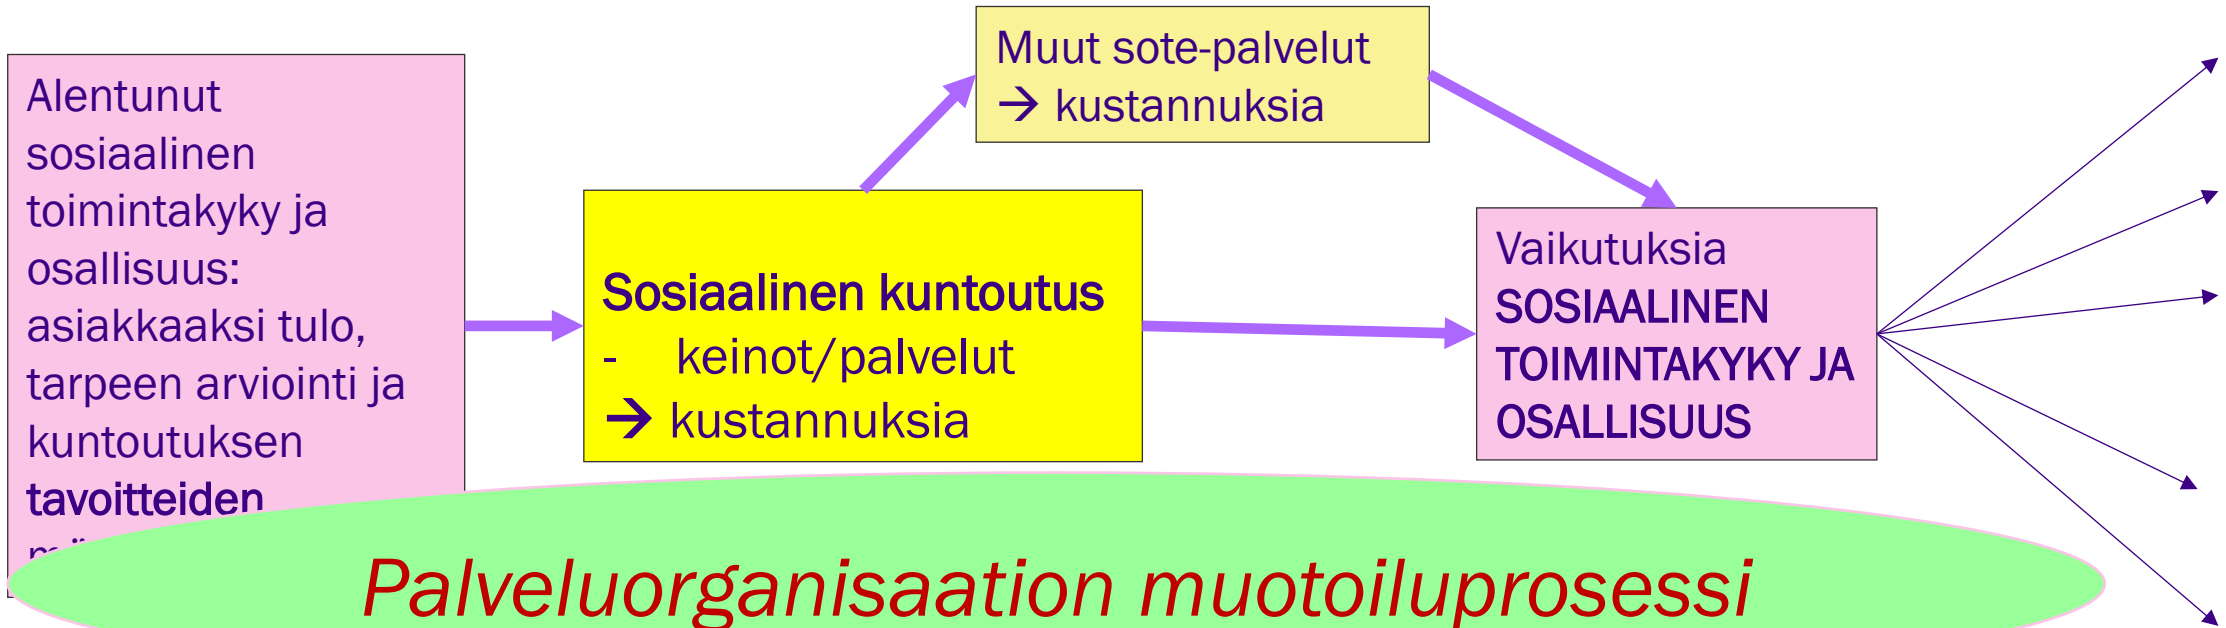 Alentunut
sosiaalinen
toimintakyky ja
osallisuus:
asiakkaaksi tulo,
tarpeen arviointi ja
kuntoutuksen
tavoitteiden
Sosiaalinen kuntoutus
- keinot/palvelut
→ kustannuksia
Muut sote-palvelut
→ kustannuksia
Vaikutuksia
SOSIAALINEN
TOIMINTAKYKY JA
OSALLISUUS
Palveluorganisaation muotoiluprosessi